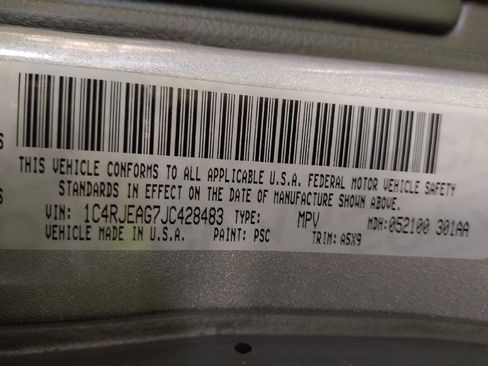 THIS VEHICLE CONFORMS TO ALL APPLICABLE U.S.A. FEDERAL MOTOR VEHICLE SAFETY
STANDARDS IN EFFECT ON THE DATE OF MANUFACTURE SHOWN ABOVE.
VIN: 1C4RJEAG7JC428483 TYPE: MPV MDH:052100 301AA
VEHICLE MADE IN U.S.A. PAINT: PSC TRIM: A5X9